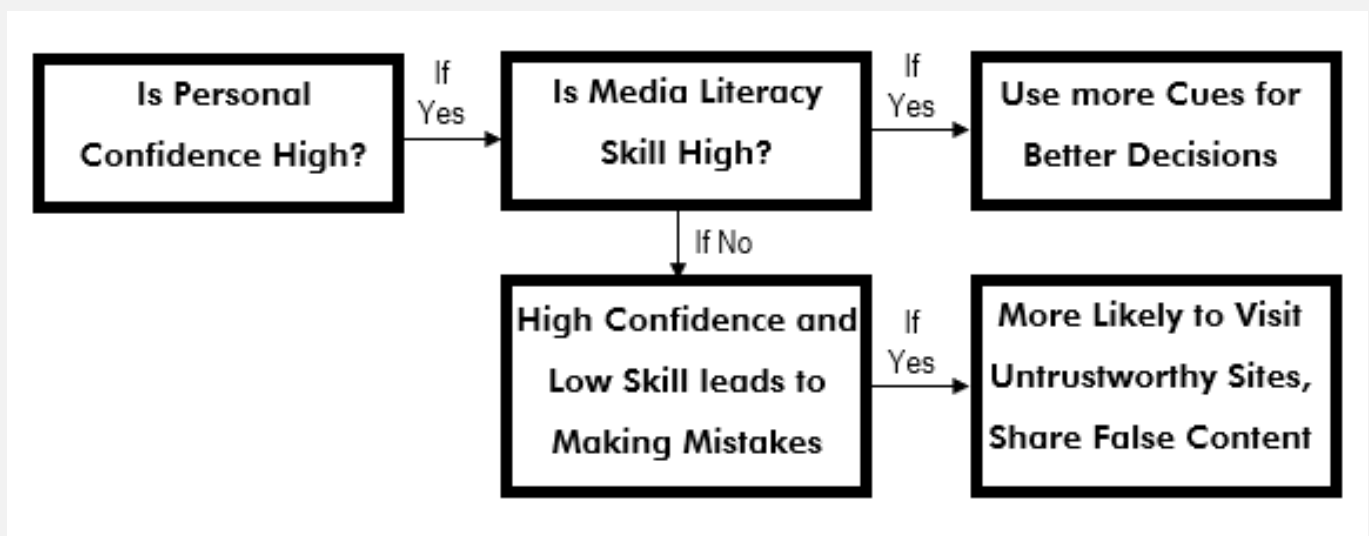 Is Personal
Confidence High?
If
Yes
Is Media Literacy
Skill High?
If
Yes
Use more Cues for
Better Decisions
If No
High Confidence and
Low Skill leads to
Making Mistakes
If
Yes
More Likely to Visit
Untrustworthy Sites,
Share False Content